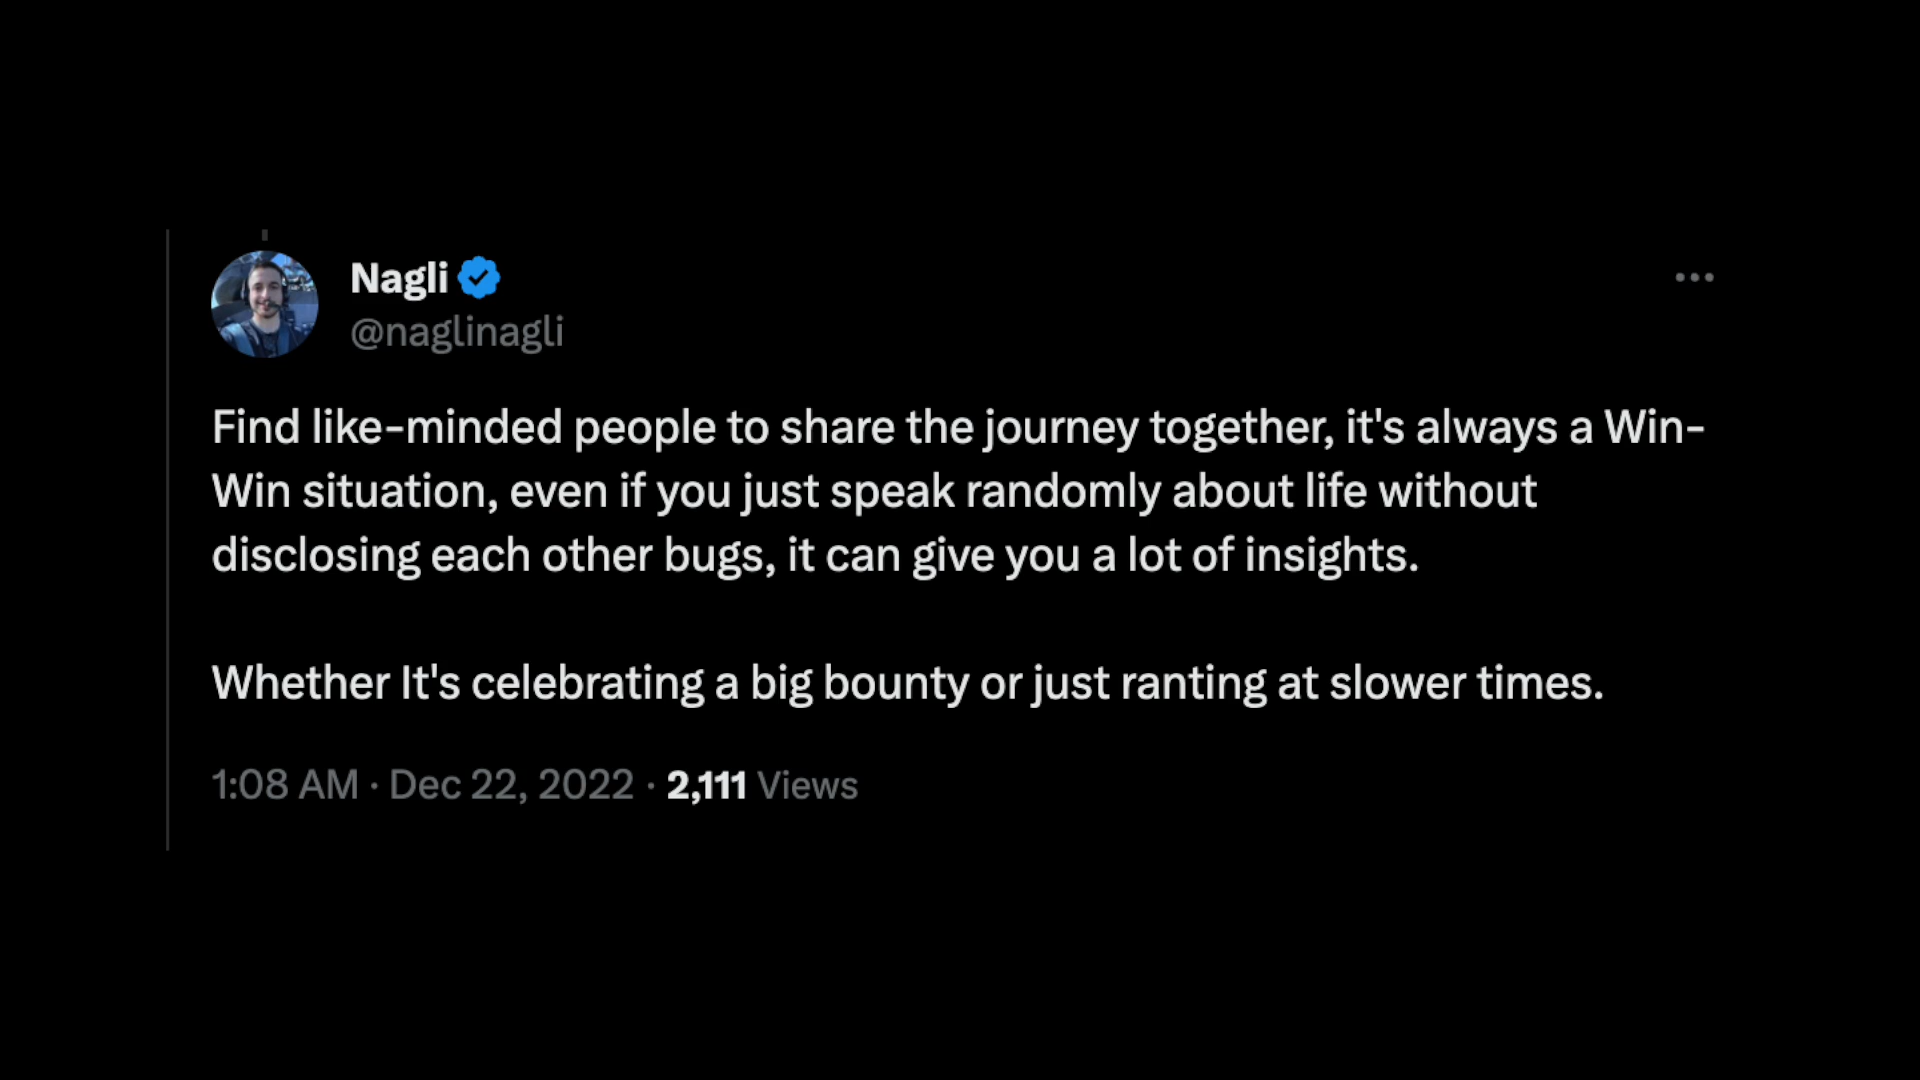 Nagli
@naglinagli
Find like-minded people to share the journey together, it's always a Win-
Win situation, even if you just speak randomly about life without
disclosing each other bugs, it can give you a lot of insights.
Whether It's celebrating a big bounty or just ranting at slower times.
1:08 AM · Dec 22, 2022 · 2,111 Views